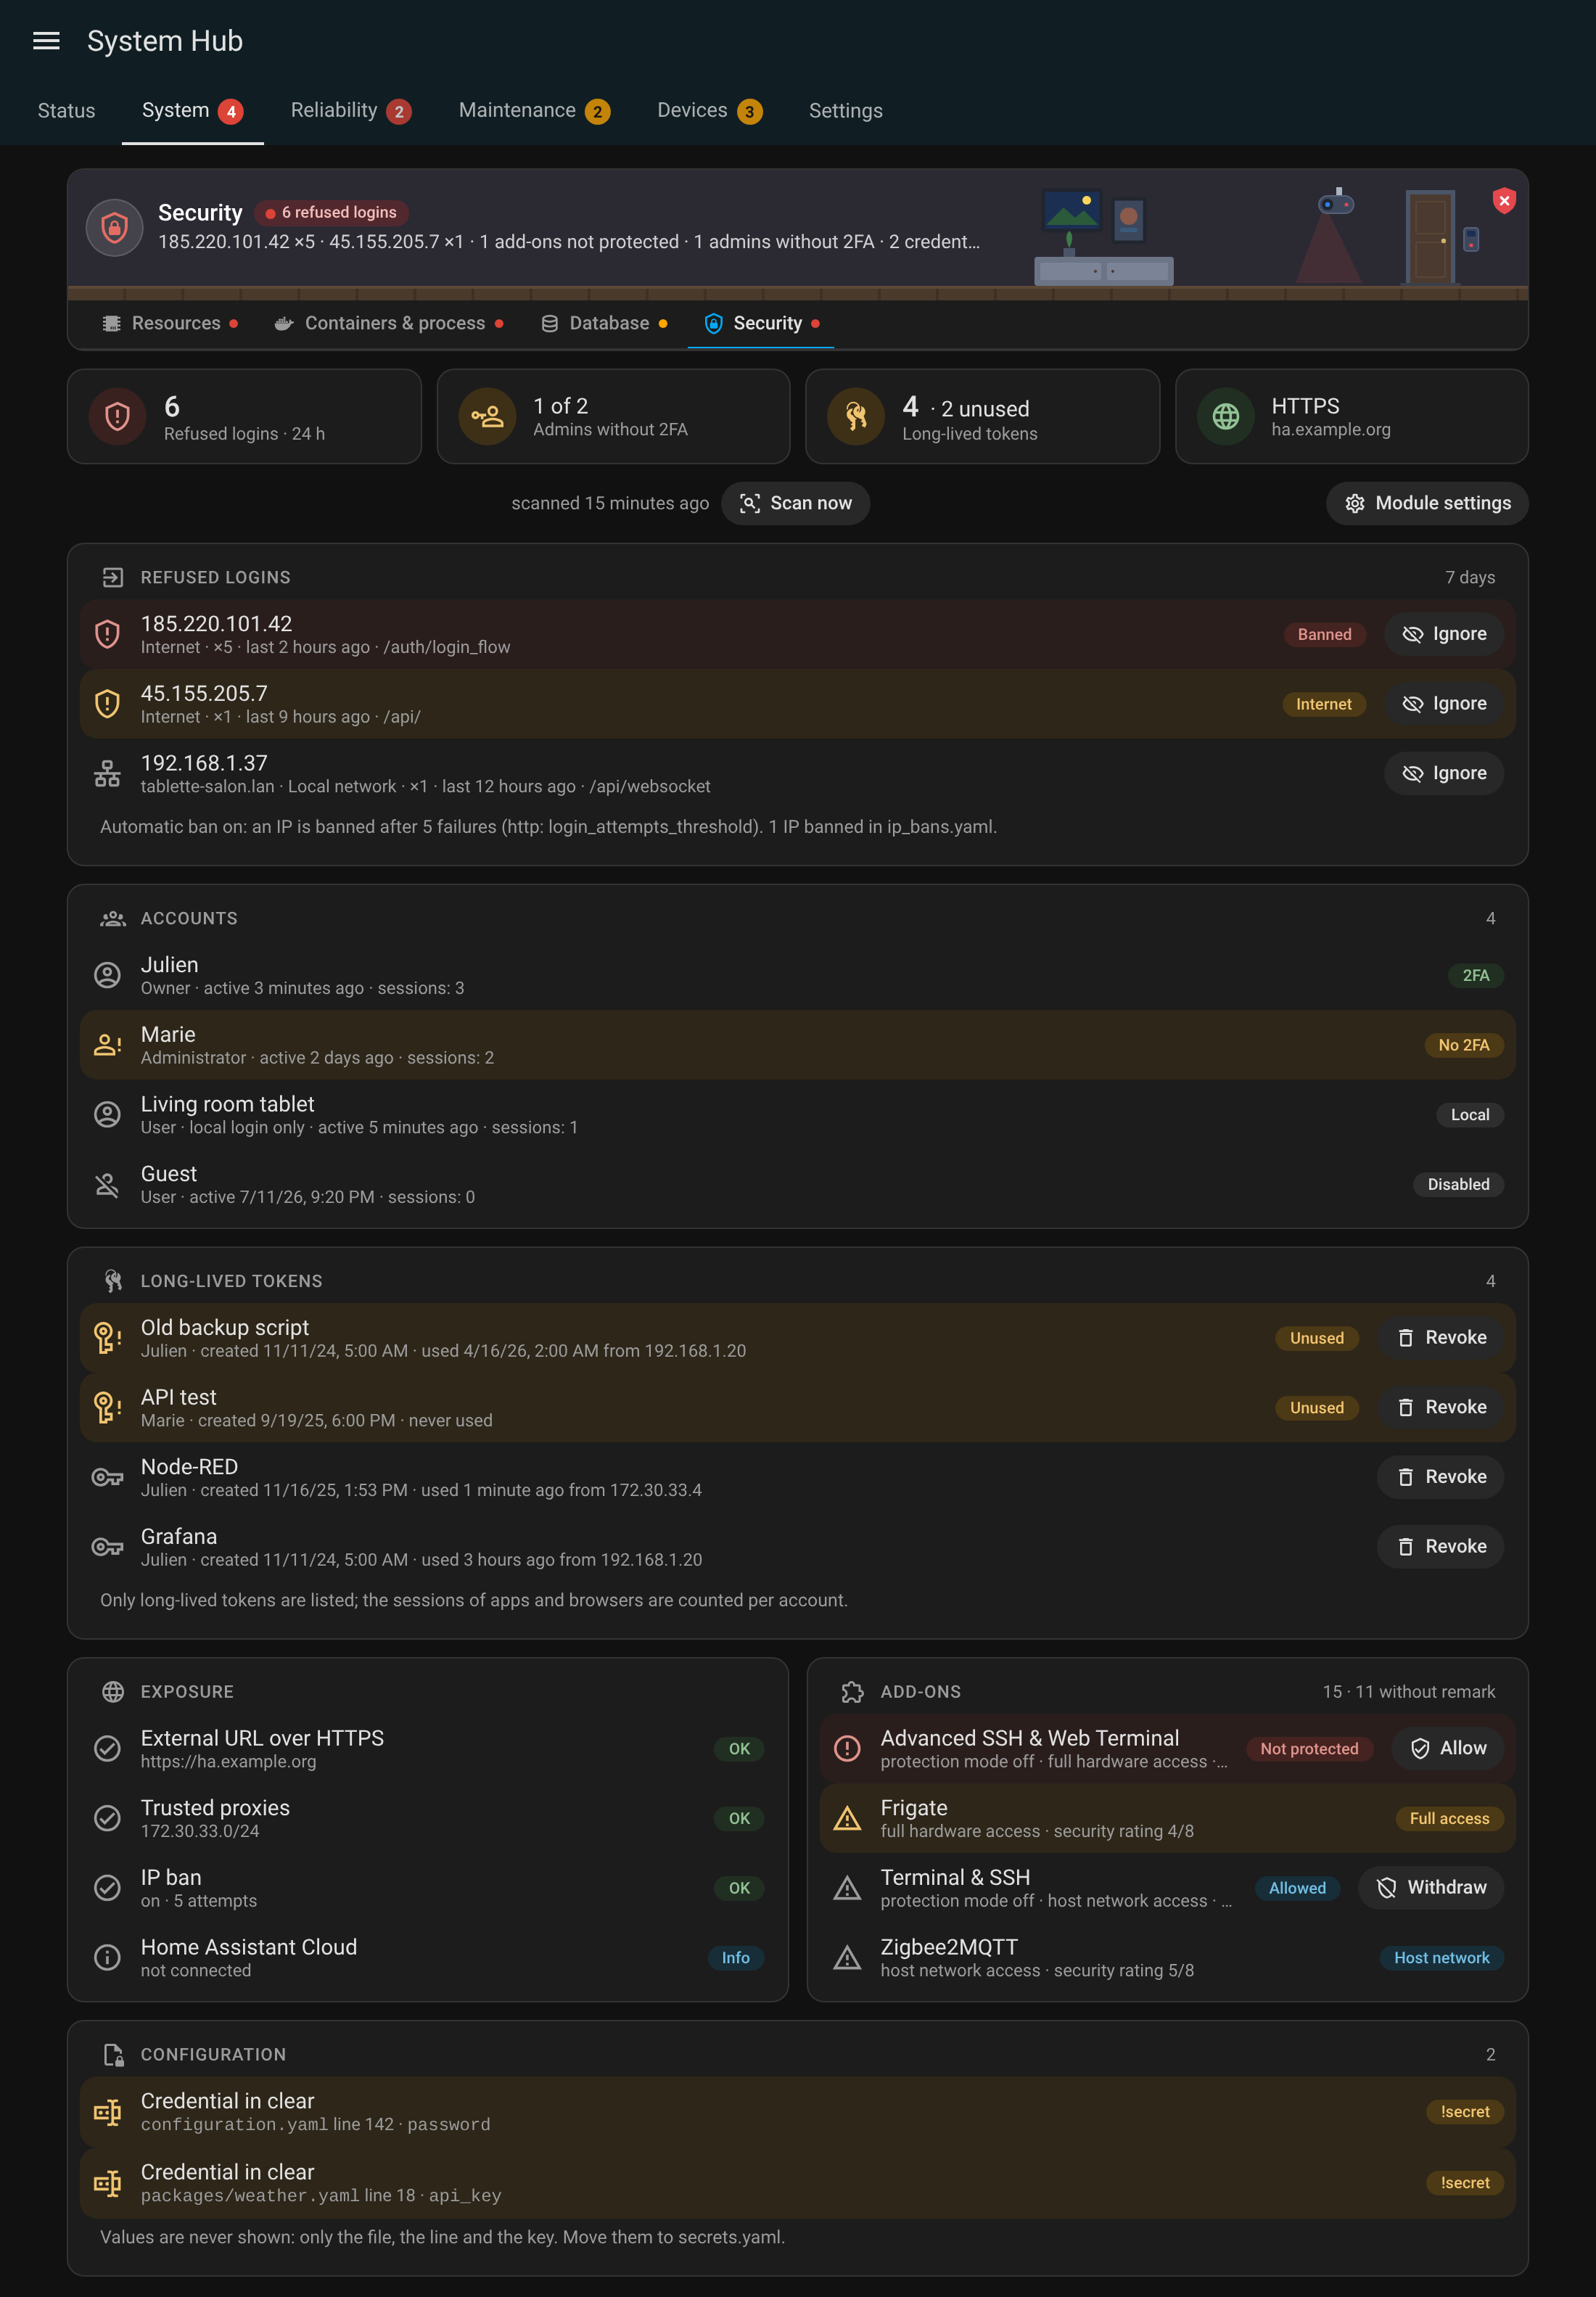 System Hub
Status
System 4
Reliability 2
Maintenance 2
Devices 3
Settings
Security
6 refused logins
185.220.101.42 ×5 · 45.155.205.7 ×1 · 1 add-ons not protected · 1 admins without 2FA · 2 credent…
Resources
Containers & process
Database
Security
6
Refused logins · 24 h
1 of 2
Admins without 2FA
4 · 2 unused
Long-lived tokens
HTTPS
ha.example.org
scanned 15 minutes ago
Scan now
Module settings
REFUSED LOGINS
7 days
185.220.101.42
Internet · ×5 · last 2 hours ago · /auth/login_flow
Banned
Ignore
45.155.205.7
Internet · ×1 · last 9 hours ago · /api/
Internet
Ignore
192.168.1.37
tablette-salon.lan · Local network · ×1 · last 12 hours ago · /api/websocket
Ignore
Automatic ban on: an IP is banned after 5 failures (http: login_attempts_threshold). 1 IP banned in ip_bans.yaml.
ACCOUNTS
4
Julien
Owner · active 3 minutes ago · sessions: 3
2FA
Marie
Administrator · active 2 days ago · sessions: 2
No 2FA
Living room tablet
User · local login only · active 5 minutes ago · sessions: 1
Local
Guest
User · active 7/11/26, 9:20 PM · sessions: 0
Disabled
LONG-LIVED TOKENS
4
Old backup script
Julien · created 11/11/24, 5:00 AM · used 4/16/26, 2:00 AM from 192.168.1.20
Unused
Revoke
API test
Marie · created 9/19/25, 6:00 PM · never used
Unused
Revoke
Node-RED
Julien · created 11/16/25, 1:53 PM · used 1 minute ago from 172.30.33.4
Revoke
Grafana
Julien · created 11/11/24, 5:00 AM · used 3 hours ago from 192.168.1.20
Revoke
Only long-lived tokens are listed; the sessions of apps and browsers are counted per account.
EXPOSURE
External URL over HTTPS
https://ha.example.org
OK
Trusted proxies
172.30.33.0/24
OK
IP ban
on · 5 attempts
OK
Home Assistant Cloud
not connected
Info
ADD-ONS
15 · 11 without remark
Advanced SSH & Web Terminal
protection mode off · full hardware access ·…
Not protected
Allow
Frigate
full hardware access · security rating 4/8
Full access
Terminal & SSH
protection mode off · host network access · …
Allowed
Withdraw
Zigbee2MQTT
host network access · security rating 5/8
Host network
CONFIGURATION
2
Credential in clear
configuration.yaml line 142 · password
!secret
Credential in clear
packages/weather.yaml line 18 · api_key
!secret
Values are never shown: only the file, the line and the key. Move them to secrets.yaml.